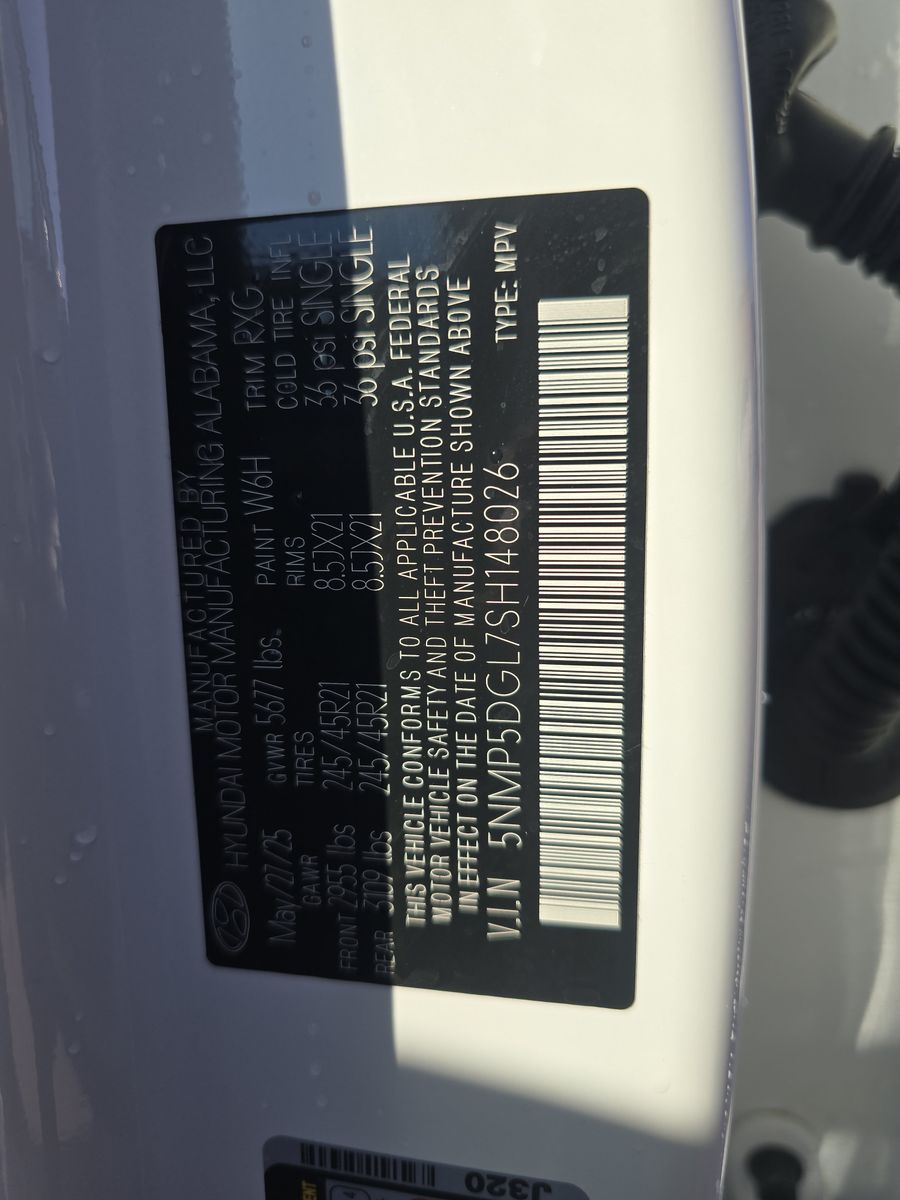 MANUFACTURED BY
HYUNDAI MOTOR MANUFACTURING ALABAMA, LLC
May/27/25 GVWR 5677 lbs. PAINT W6H TRIM RXG
GAWR TIRES RIMS COLD TIRE INFL
FRONT 2955 lbs 245/45R21 8.5JX21 36 psi SINGLE
REAR 3109 lbs 245/45R21 8.5JX21 36 psi SINGLE
THIS VEHICLE CONFORMS TO ALL APPLICABLE U.S.A. FEDERAL
MOTOR VEHICLE SAFETY AND THEFT PREVENTION STANDARDS
IN EFFECT ON THE DATE OF MANUFACTURE SHOWN ABOVE
V.I.N 5NMP5DGL7SH148026 TYPE: MPV
J320